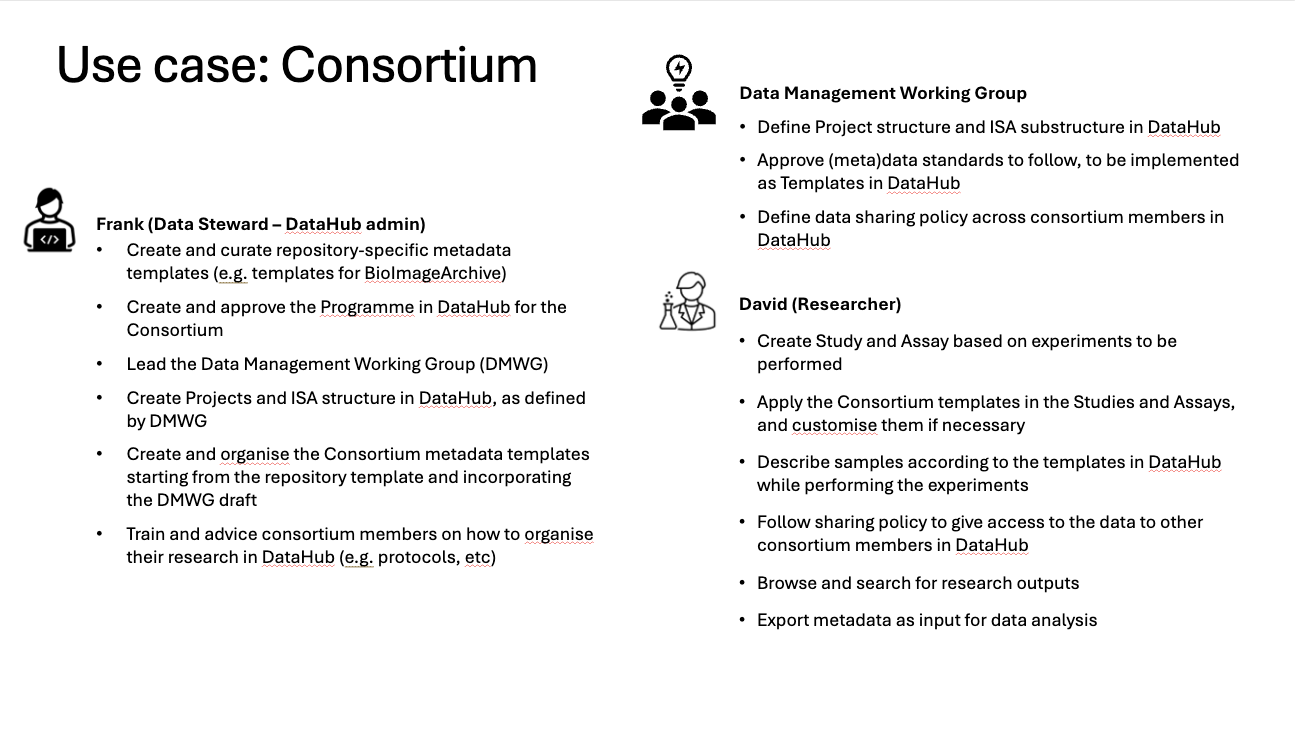 Use case: Consortium
Frank (Data Steward – DataHub admin)
• Create and curate repository-specific metadata
templates (e.g. templates for BioImageArchive)
• Create and approve the Programme in DataHub for the
Consortium
• Lead the Data Management Working Group (DMWG)
• Create Projects and ISA structure in DataHub, as defined
by DMWG
• Create and organise the Consortium metadata templates
starting from the repository template and incorporating
the DMWG draft
• Train and advice consortium members on how to organise
their research in DataHub (e.g. protocols, etc)
Data Management Working Group
• Define Project structure and ISA substructure in DataHub
• Approve (meta)data standards to follow, to be implemented
as Templates in DataHub
• Define data sharing policy across consortium members in
DataHub
David (Researcher)
• Create Study and Assay based on experiments to be
performed
• Apply the Consortium templates in the Studies and Assays,
and customise them if necessary
• Describe samples according to the templates in DataHub
while performing the experiments
• Follow sharing policy to give access to the data to other
consortium members in DataHub
• Browse and search for research outputs
• Export metadata as input for data analysis